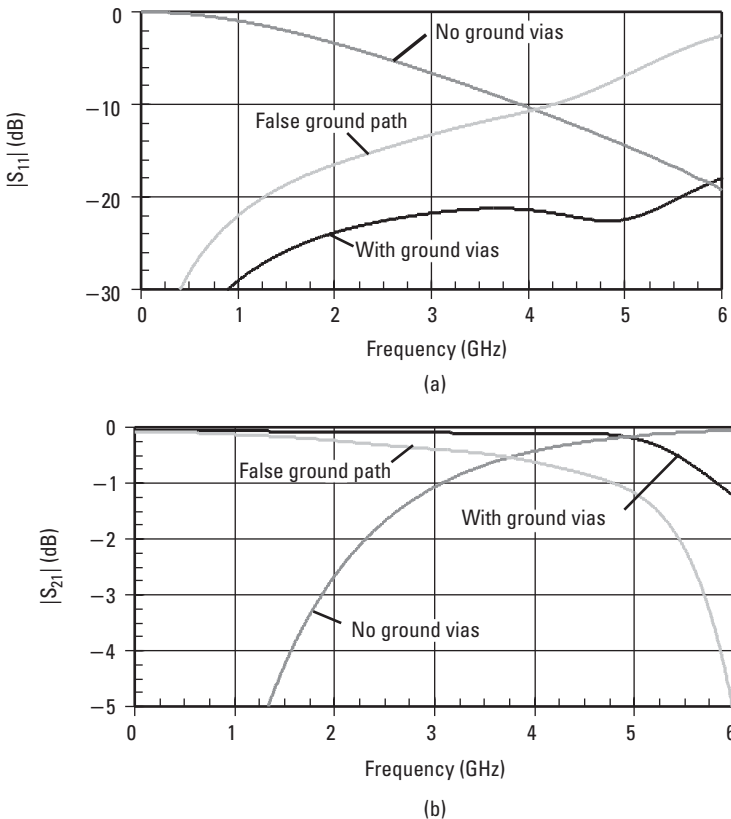 0
No ground vias
−10
False ground path
|S11| (dB)
−20
With ground vias
−30
0 1 2 3 4 5 6
Frequency (GHz)
(a)
0
False ground path
−1
With ground vias
−2
|S21| (dB)
−3
No ground vias
−4
−5
0 1 2 3 4 5 6
Frequency (GHz)
(b)